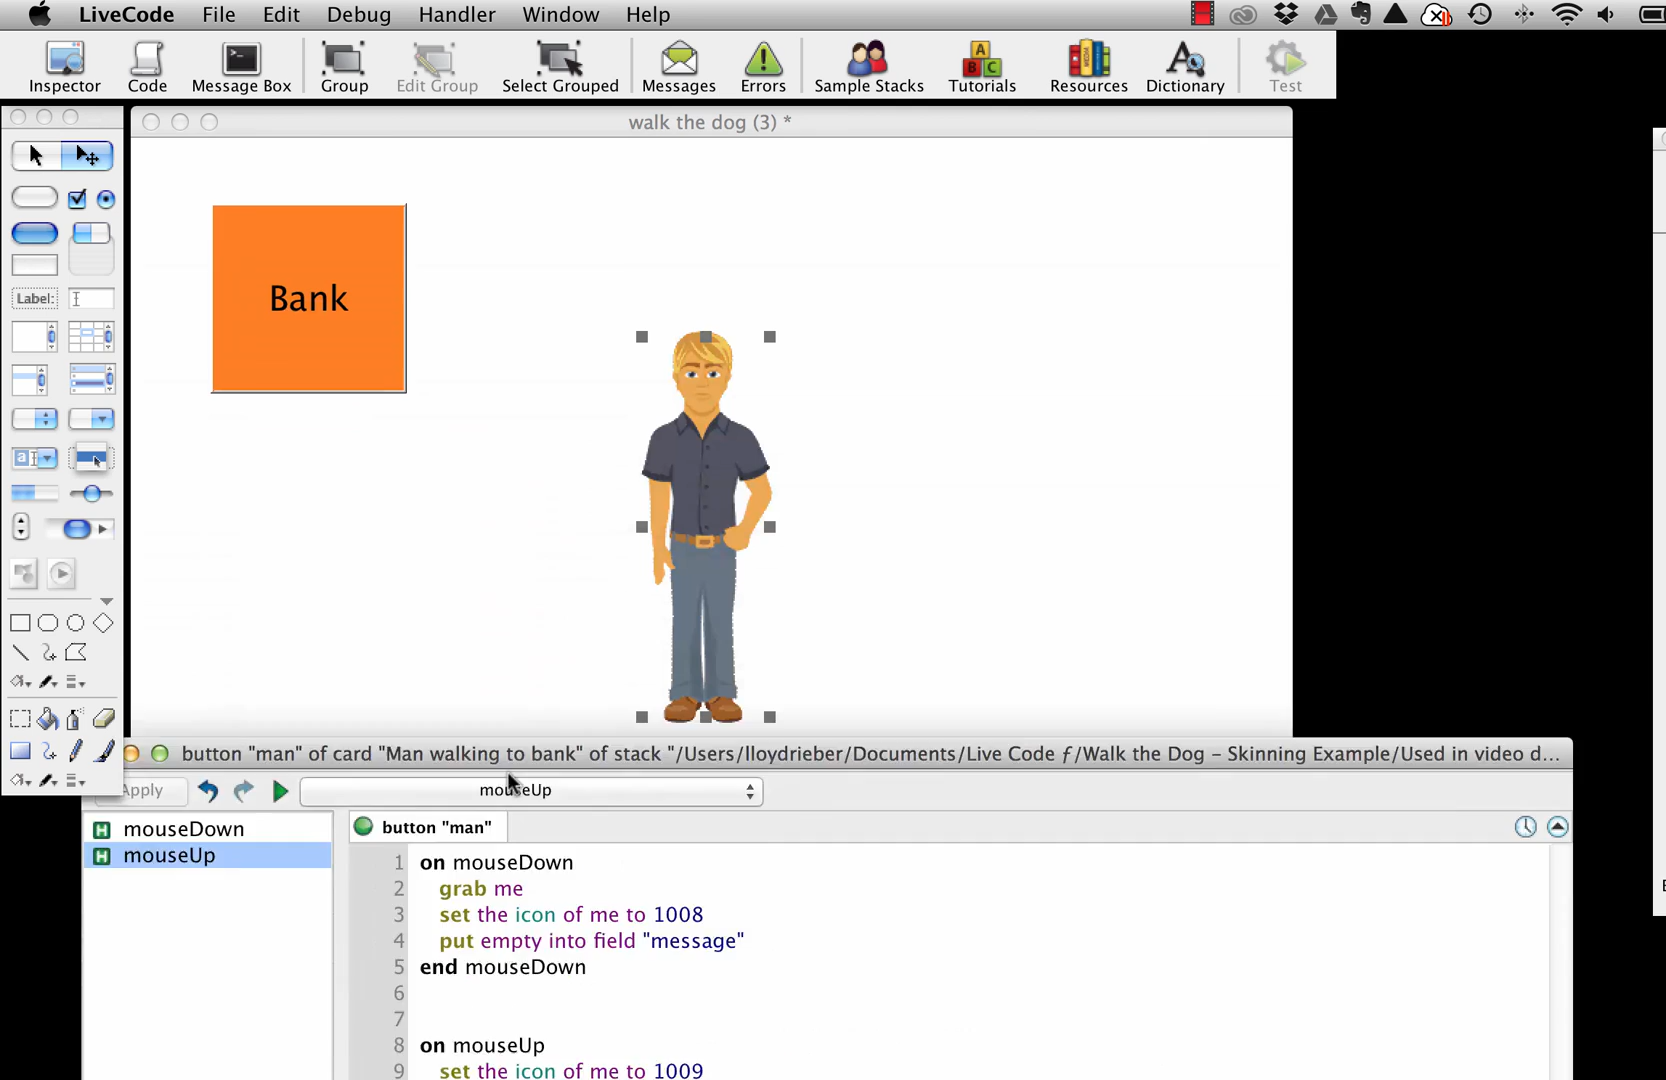 LiveCode File Edit Debug Handler Window Help
Inspector Code Message Box Group Edit Group Select Grouped Messages Errors Sample Stacks Tutorials Resources Dictionary Test
walk the dog (3) *
Label:
Bank
button "man" of card "Man walking to bank" of stack "/Users/lloydrieber/Documents/Live Code ƒ/Walk the Dog – Skinning Example/Used in video d...
Apply mouseUp
mouseDown
mouseUp
button "man"
1 on mouseDown
2 grab me
3 set the icon of me to 1008
4 put empty into field "message"
5 end mouseDown
6
7
8 on mouseUp
9 set the icon of me to 1009